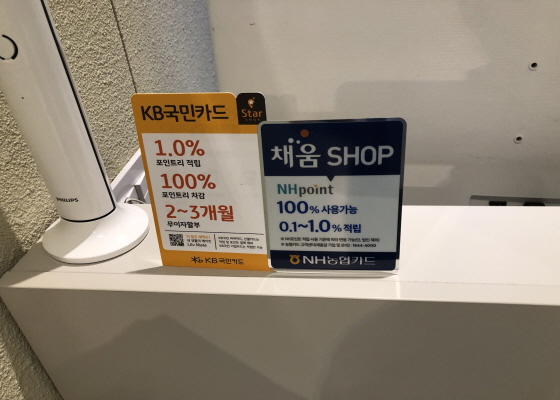 PHILIPS
KB국민카드
Star
1.0%
포인트리 적립
100%
포인트리 차감
2~3개월
무이자할부
KB국민카드
채움 SHOP
NHpoint
100% 사용가능
0.1~1.0% 적립
NH농협카드